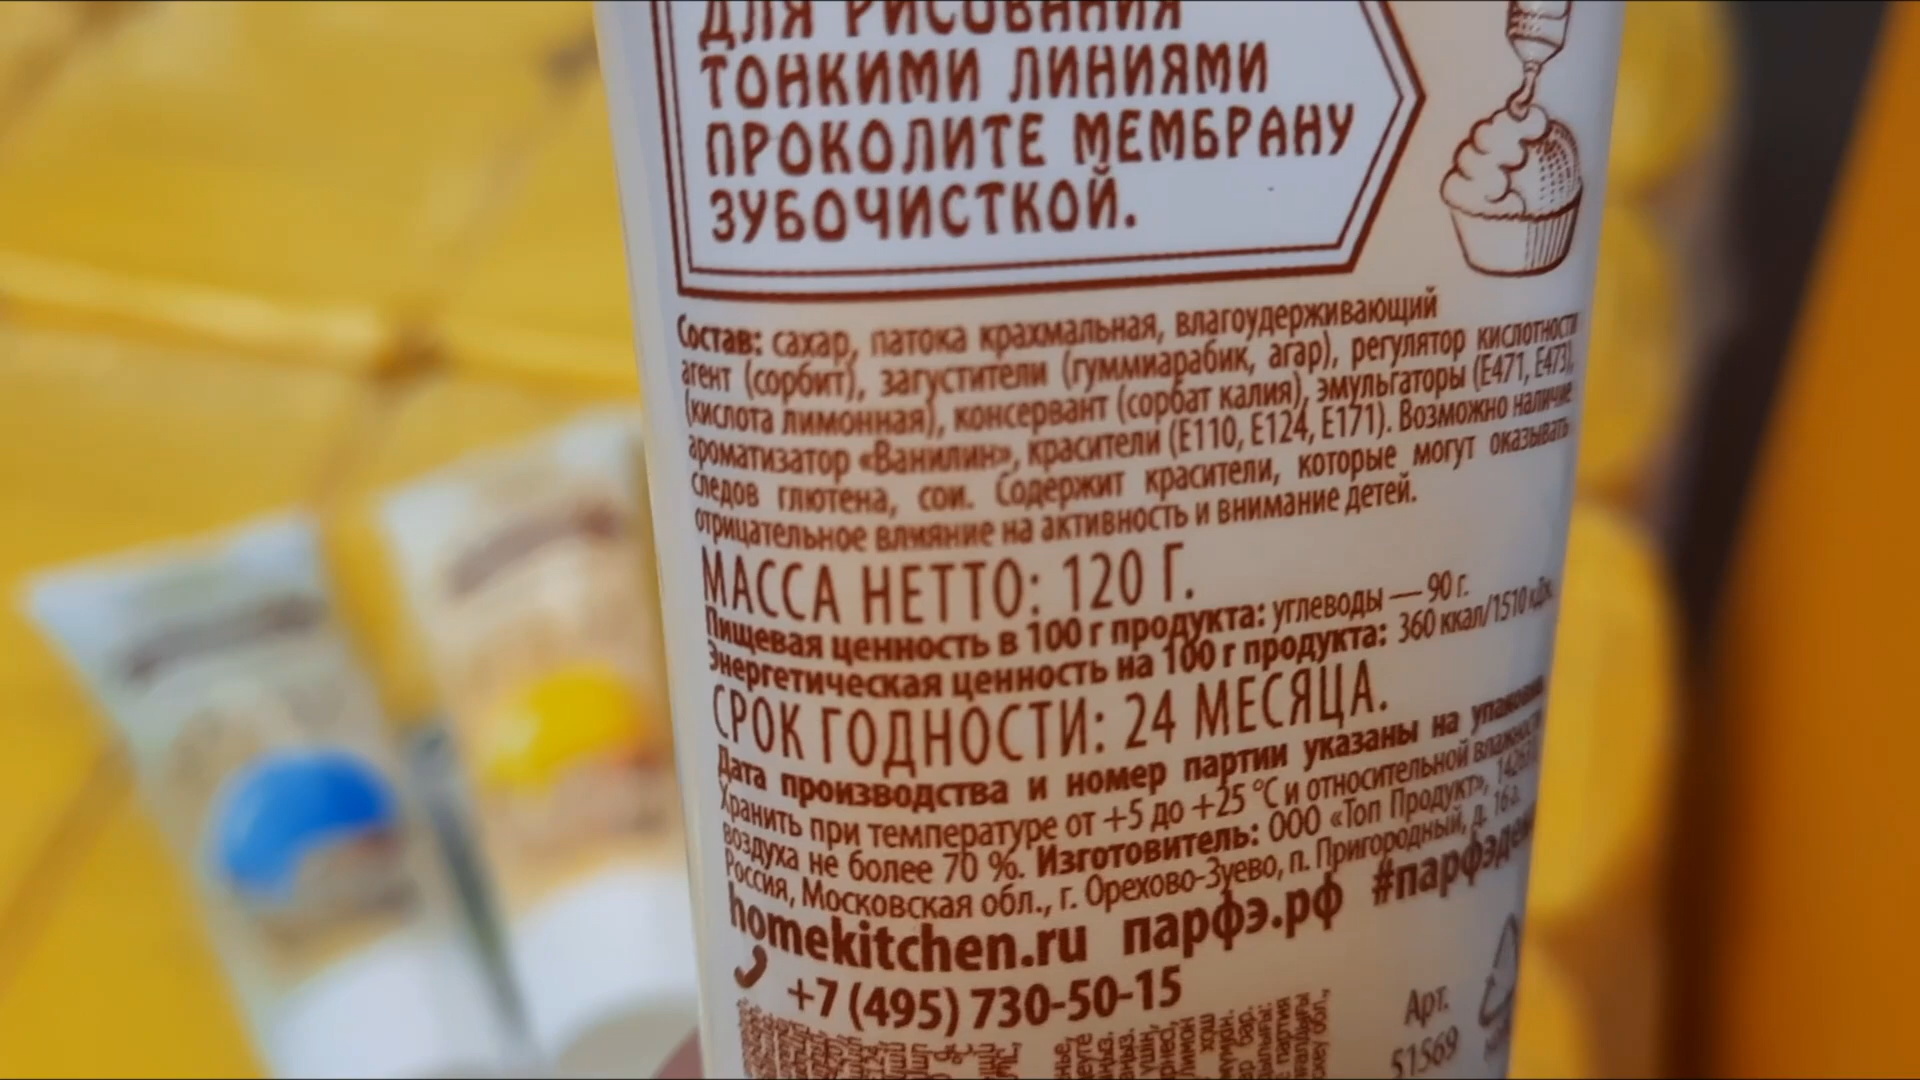 ДЛЯ РИСОВАНИЯ
ТОНКИМИ ЛИНИЯМИ
ПРОКОЛИТЕ МЕМБРАНУ
ЗУБОЧИСТКОЙ.
Состав: сахар, патока крахмальная, влагоудерживающий
агент (сорбит), загустители (гуммиарабик, агар), регулятор кислотности
(кислота лимонная), консервант (сорбат калия), эмульгаторы (Е471, Е473),
ароматизатор «Ванилин», красители (Е110, Е124, Е171). Возможно наличие
следов глютена, сои. Содержит красители, которые могут оказывать
отрицательное влияние на активность и внимание детей.
МАССА НЕТТО: 120 Г.
Пищевая ценность в 100 г продукта: углеводы — 90 г.
Энергетическая ценность на 100 г продукта: 360 ккал/1510 кДж.
СРОК ГОДНОСТИ: 24 МЕСЯЦА.
Дата производства и номер партии указаны на
Хранить при температуре от +5 до +25 °С и относительной влажности
воздуха не более 70 %. Изготовитель: ООО «Топ Продукт»,
Россия, Московская обл., г. Орехово-Зуево, п. Пригородный, д. 16а.
homekitchen.ru парфэ.рф
+7 (495) 730-50-15
Арт.
51569